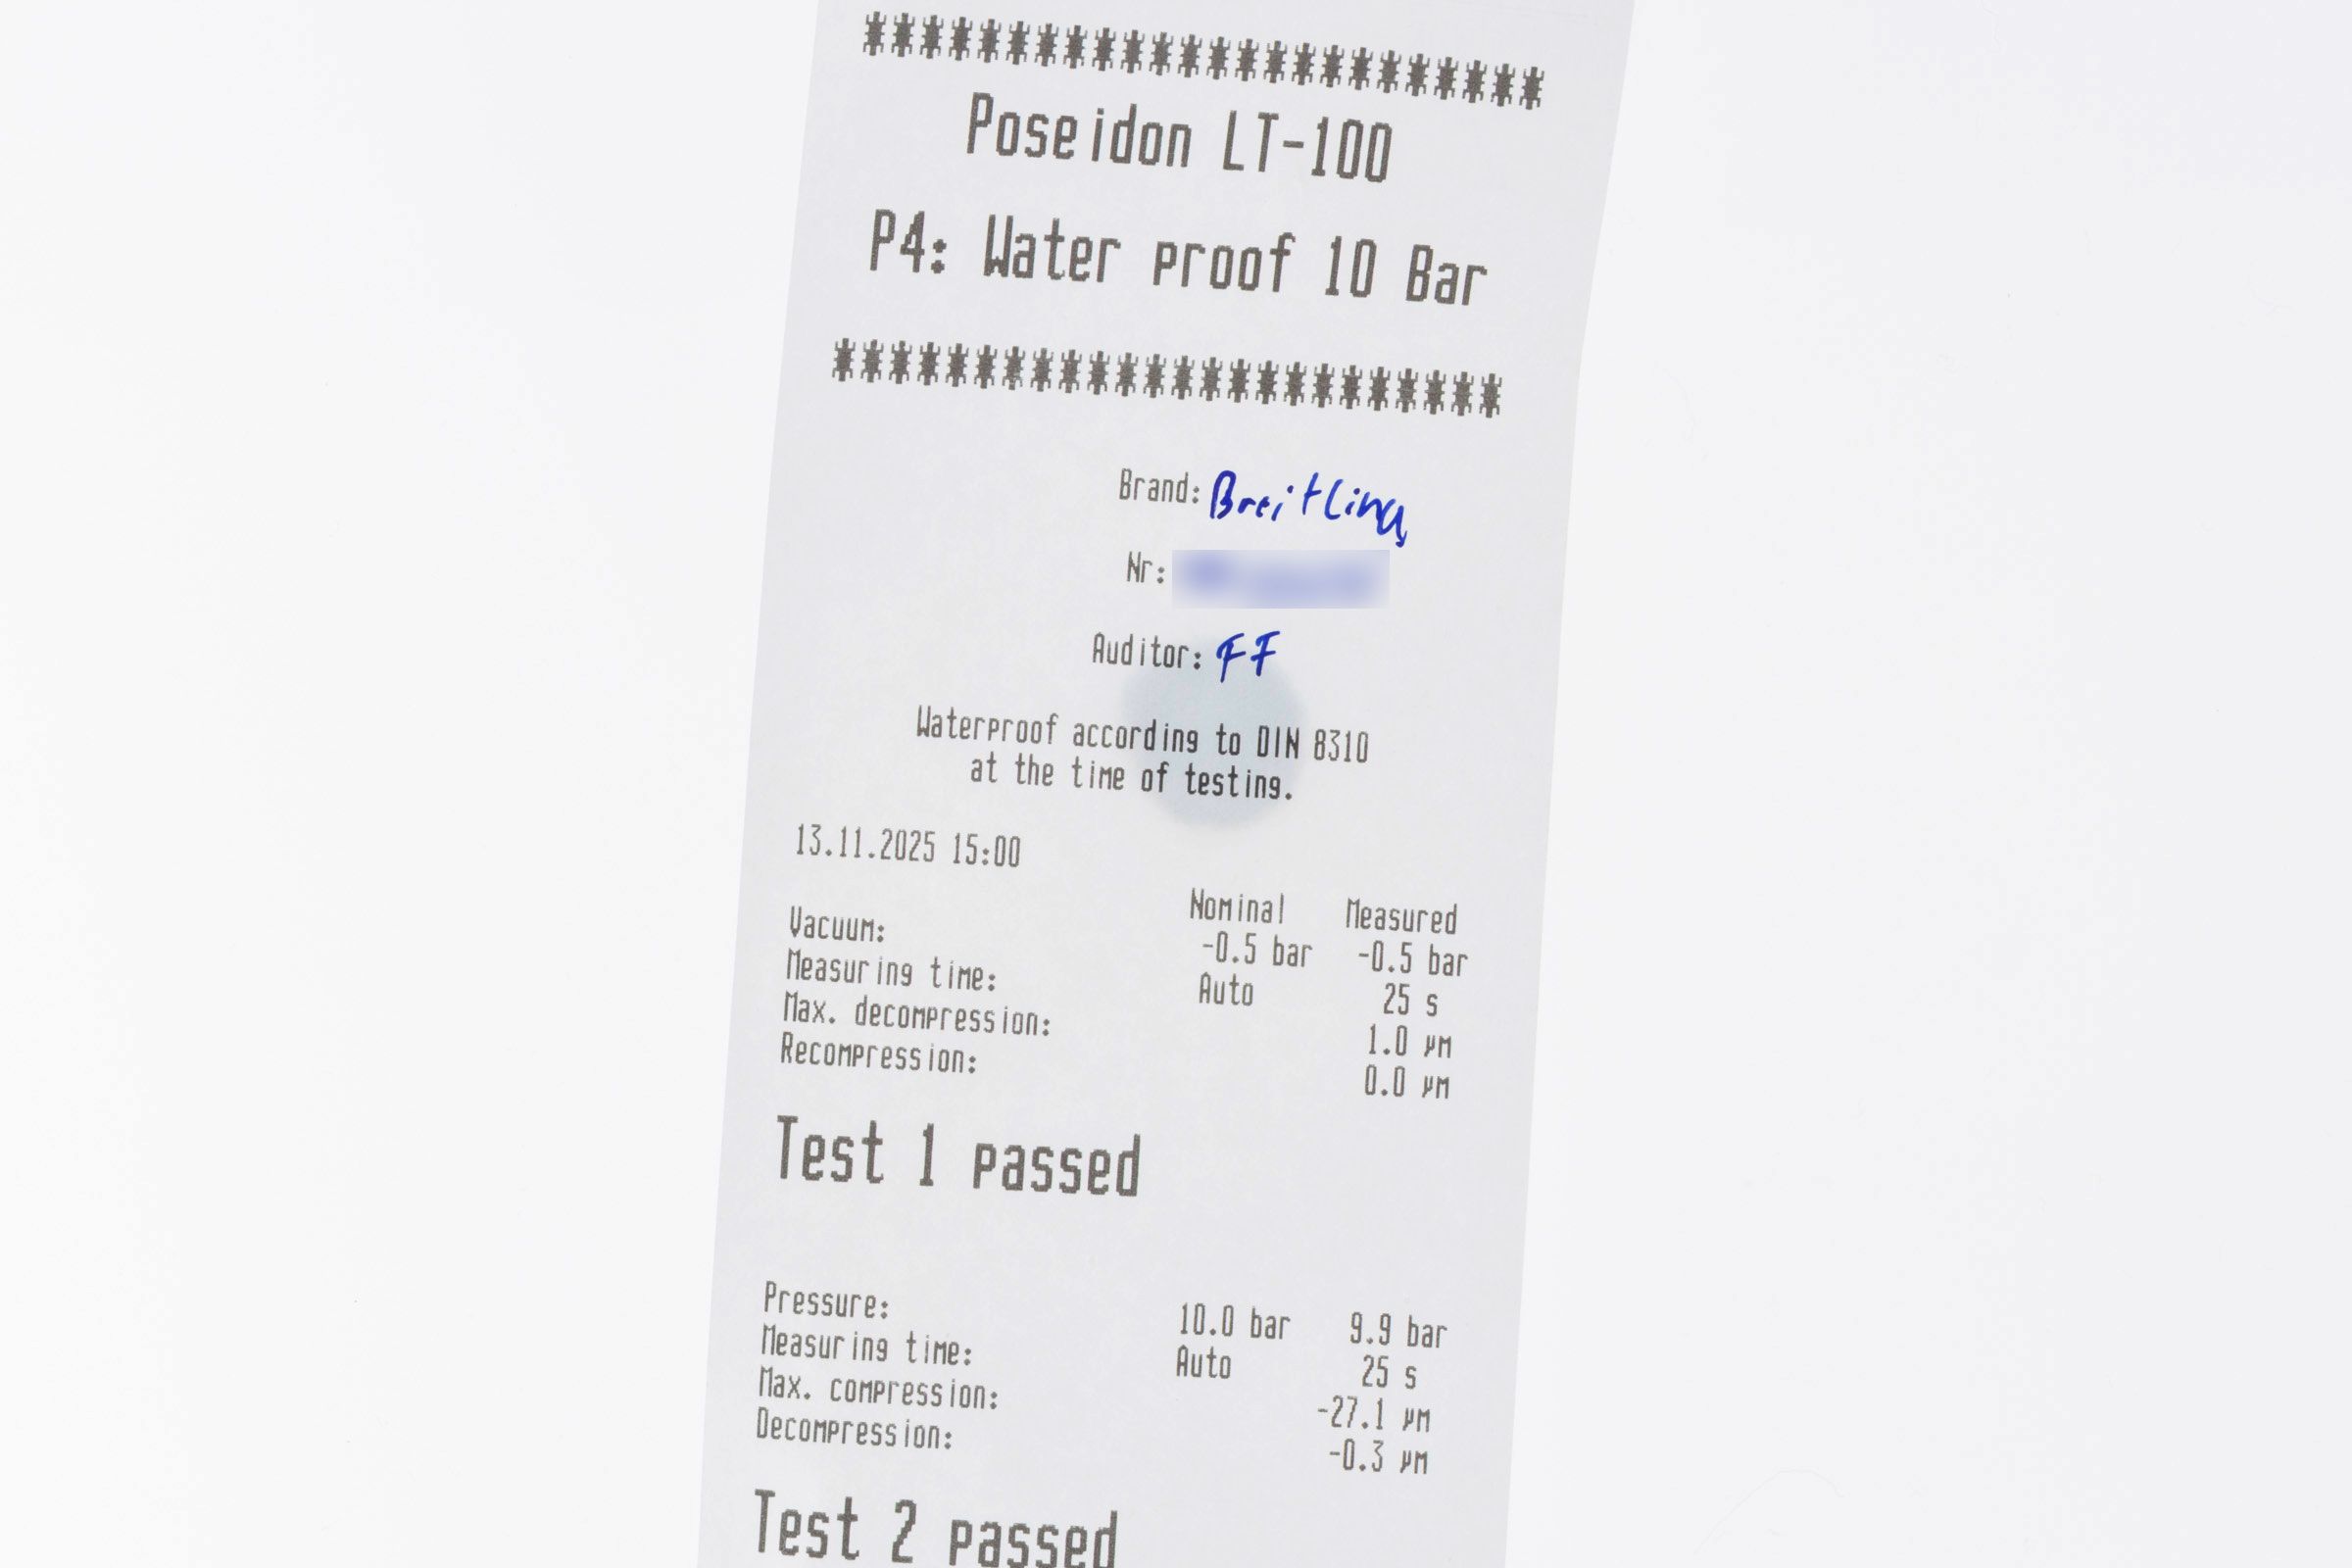 ************************
Poseidon LT-100
P4: Water proof 10 Bar
************************
Brand: Breitling
Nr:
Auditor: FF
Waterproof according to DIN 8310
at the time of testing.
13.11.2025 15:00
Nominal Measured
Vacuum: -0.5 bar -0.5 bar
Measuring time: Auto 25 s
Max. decompression: 1.0 µm
Recompression: 0.0 µm
Test 1 passed
Pressure: 10.0 bar 9.9 bar
Measuring time: Auto 25 s
Max. compression: -27.1 µm
Decompression: -0.3 µm
Test 2 passed